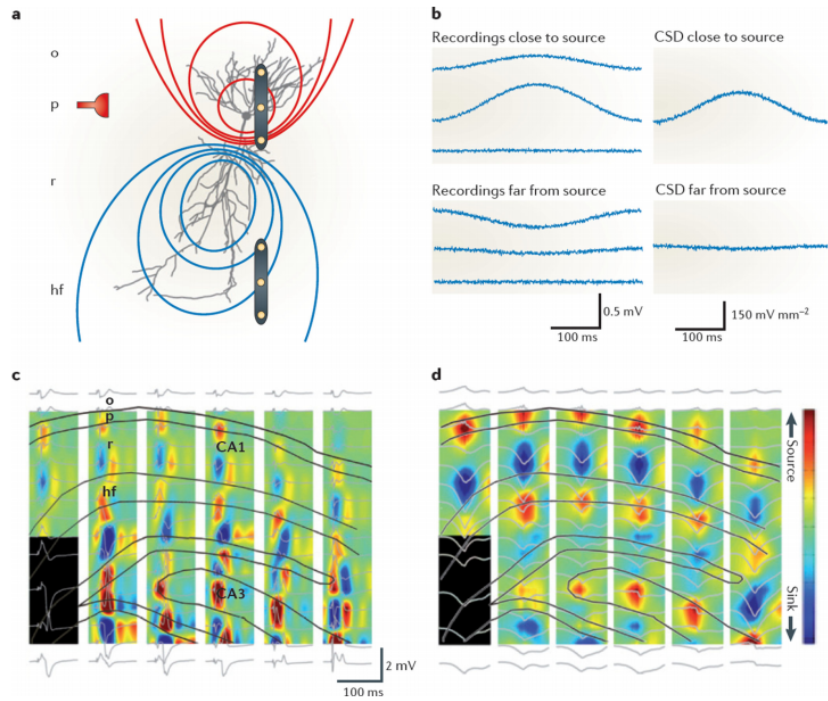 a
o
p
r
hf
b
Recordings close to source
CSD close to source
Recordings far from source
CSD far from source
0.5 mV
100 ms
150 mV mm⁻²
100 ms
c
o
p
r
CA1
hf
CA3
2 mV
100 ms
d
Source
Sink